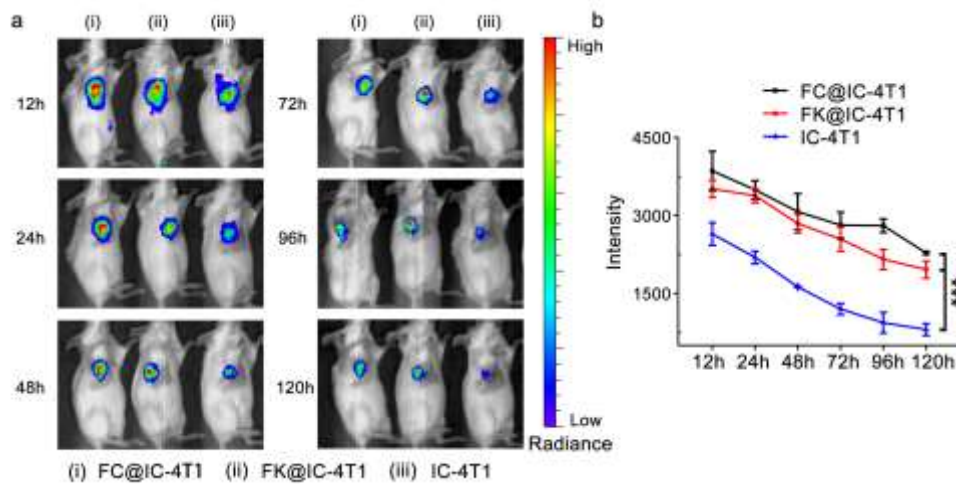 a
(i) (ii) (iii)
(i) (ii) (iii)
12h
72h
24h
96h
48h
120h
High
Low
Radiance
(i) FC@IC-4T1 (ii) FK@IC-4T1 (iii) IC-4T1
b
FC@IC-4T1
FK@IC-4T1
IC-4T1
4500
3000
1500
Intensity
***
12h 24h 48h 72h 96h 120h